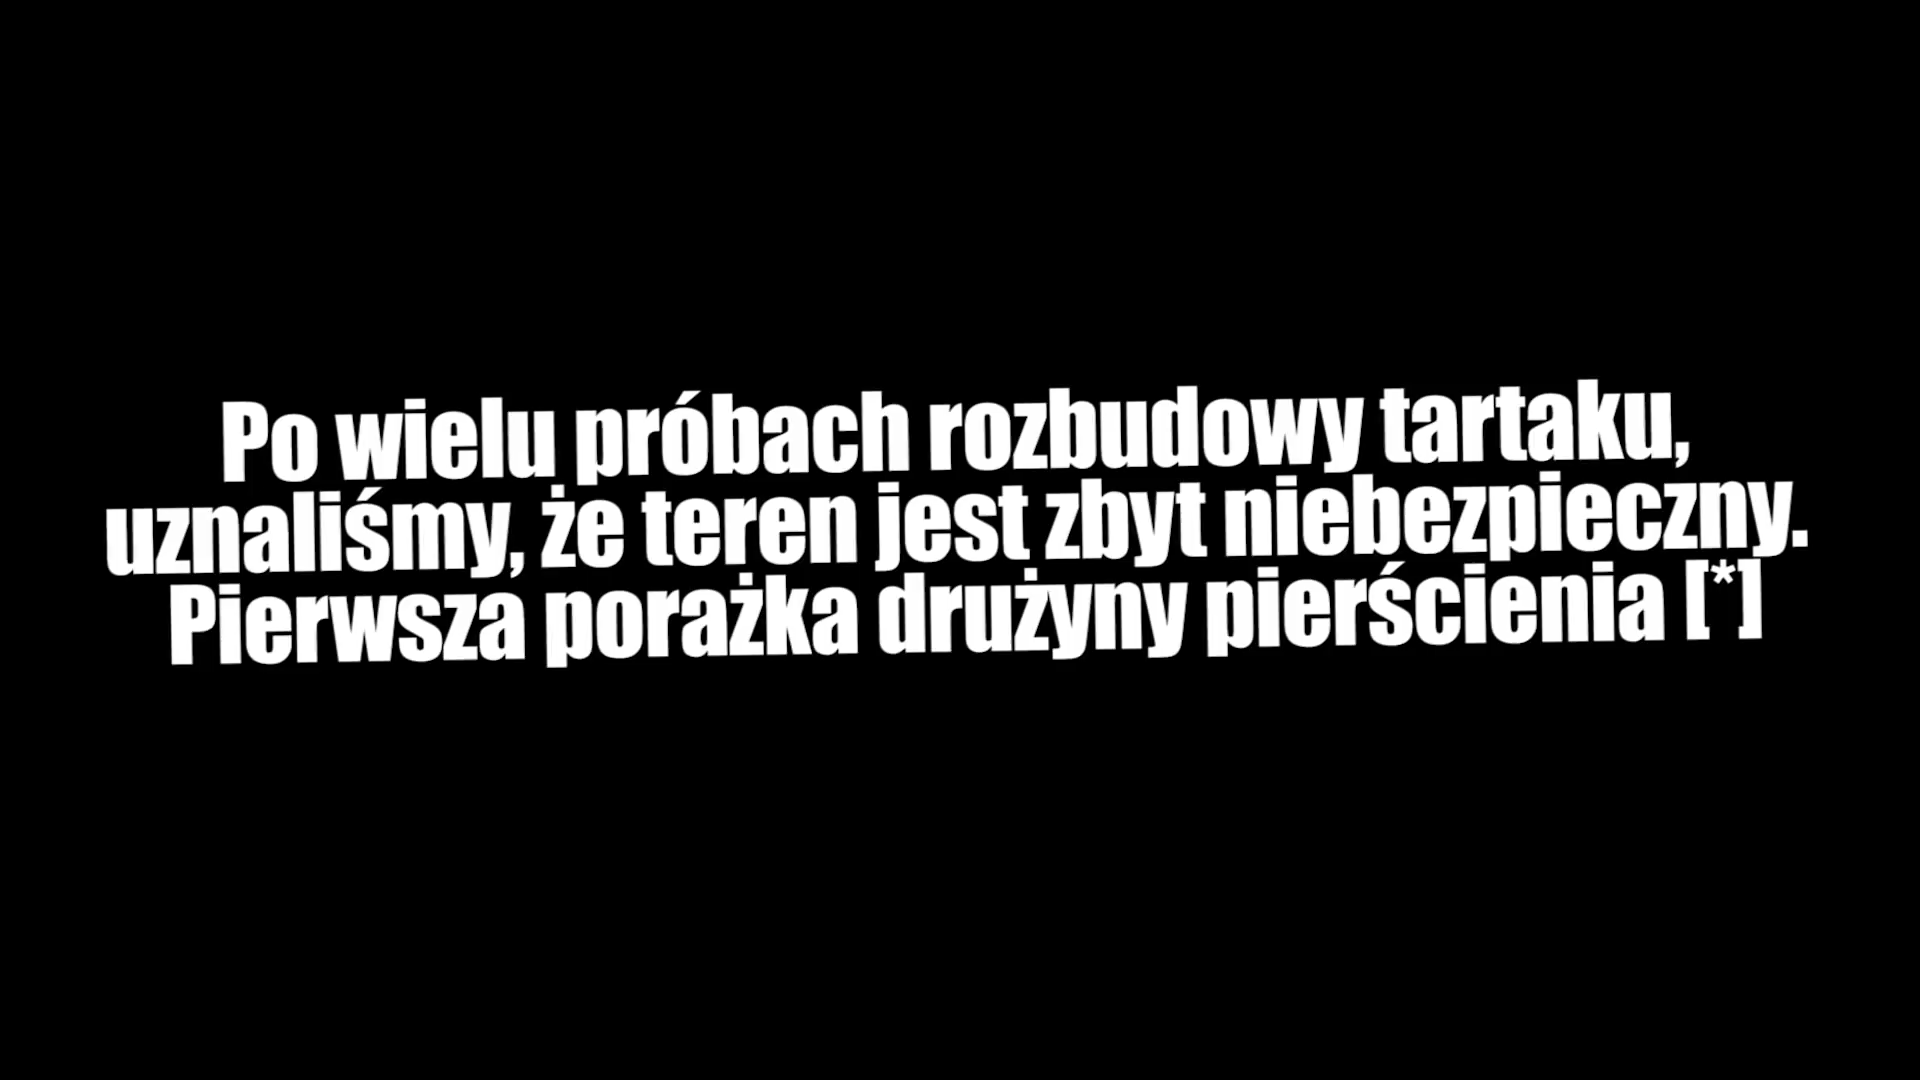 Po wielu próbach rozbudowy tartaku,
uznaliśmy, że teren jest zbyt niebezpieczny.
Pierwsza porażka drużyny pierścienia [*]